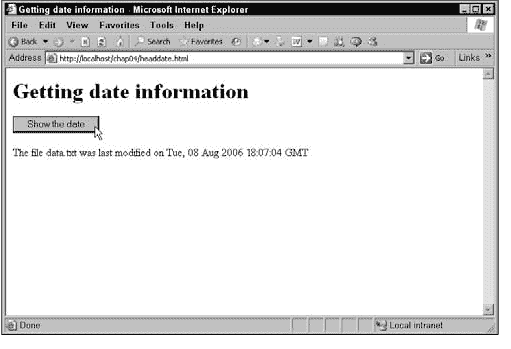 Getting date information - Microsoft Internet Explorer
File Edit View Favorites Tools Help
Back Search Favorites
Address http://localhost/chap04/headdate.html Go Links »
Getting date information
Show the date
The file data.txt was last modified on Tue, 08 Aug 2006 18:07:04 GMT
Done Local intranet